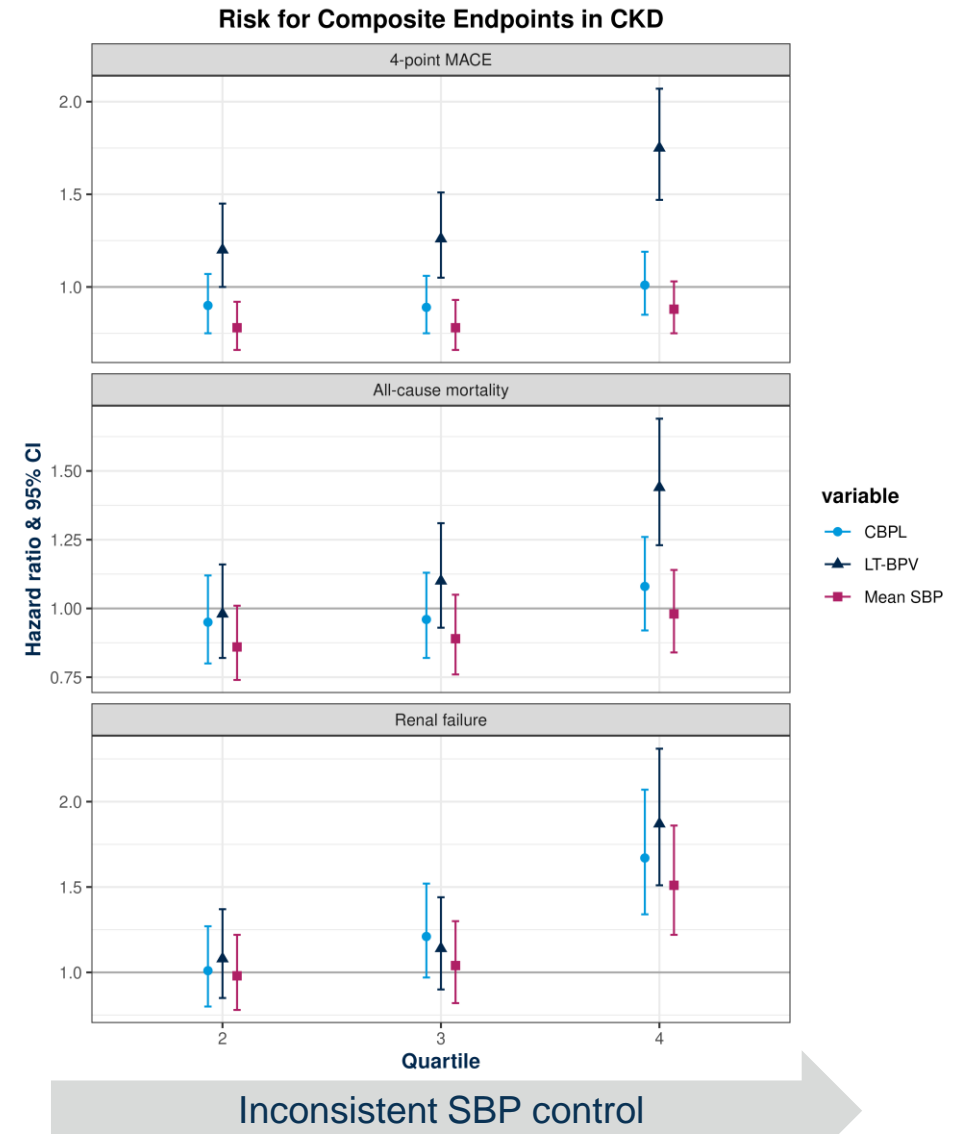 Risk for Composite Endpoints in CKD
4-point MACE
2.0
1.5
1.0
All-cause mortality
1.50
1.25
1.00
0.75
Hazard ratio & 95% CI
variable
CBPL
LT-BPV
Mean SBP
Renal failure
2.0
1.5
1.0
2 3 4
Quartile
Inconsistent SBP control